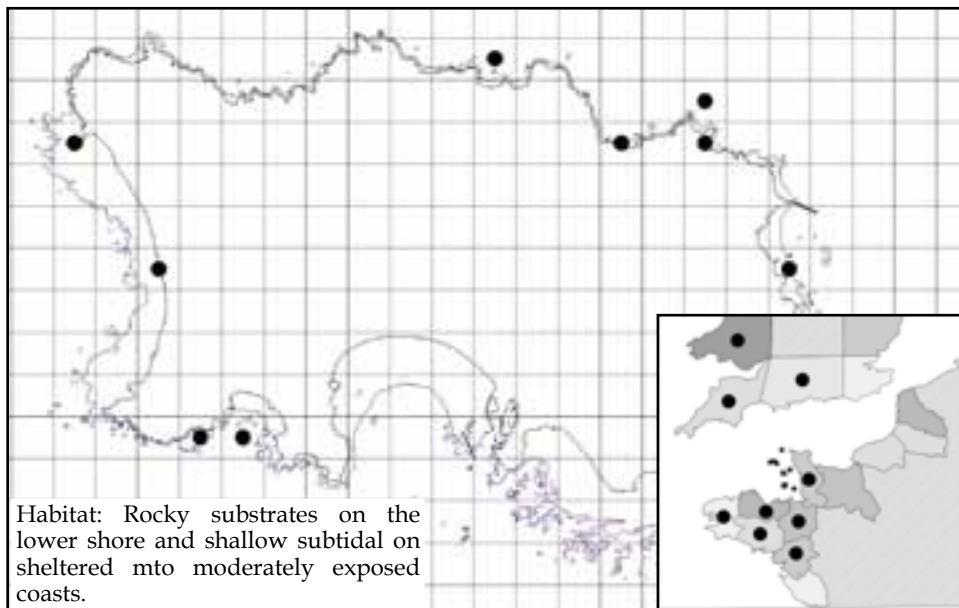 Habitat: Rocky substrates on the
lower shore and shallow subtidal on
sheltered mto moderately exposed
coasts.